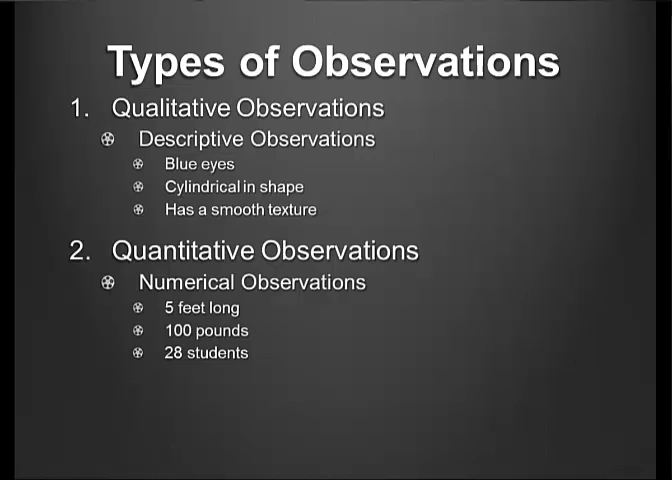 Types of Observations
1. Qualitative Observations
Descriptive Observations
Blue eyes
Cylindrical in shape
Has a smooth texture
2. Quantitative Observations
Numerical Observations
5 feet long
100 pounds
28 students